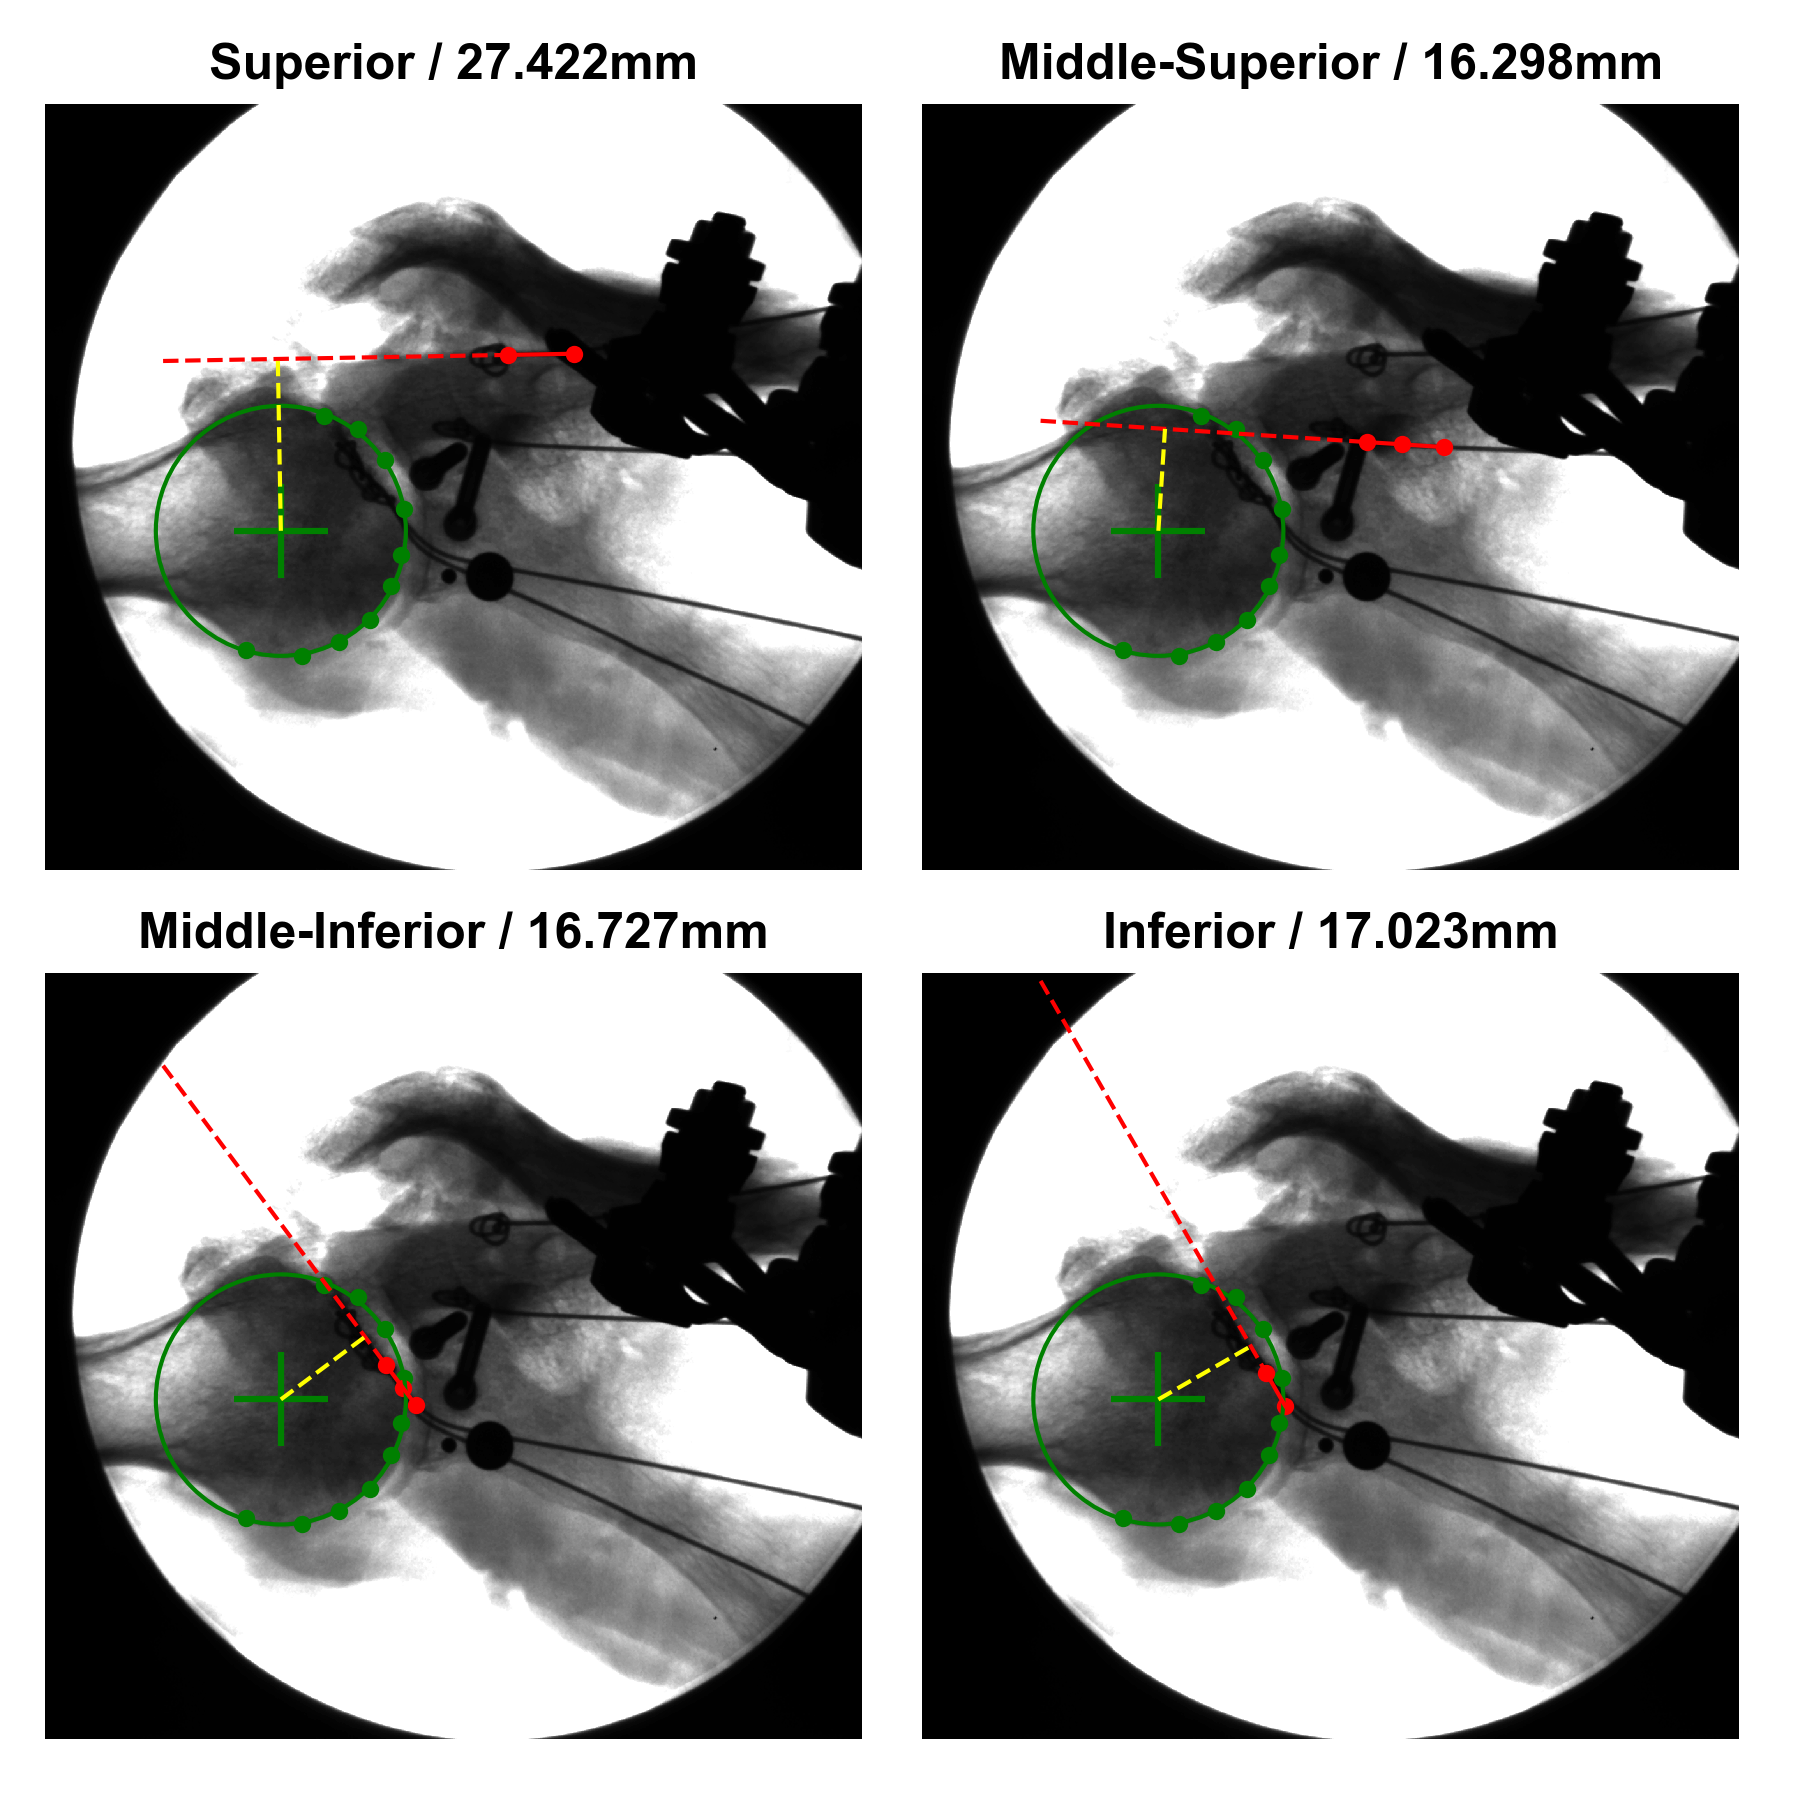 Superior / 27.422mm
Middle-Superior / 16.298mm
Middle-Inferior / 16.727mm
Inferior / 17.023mm